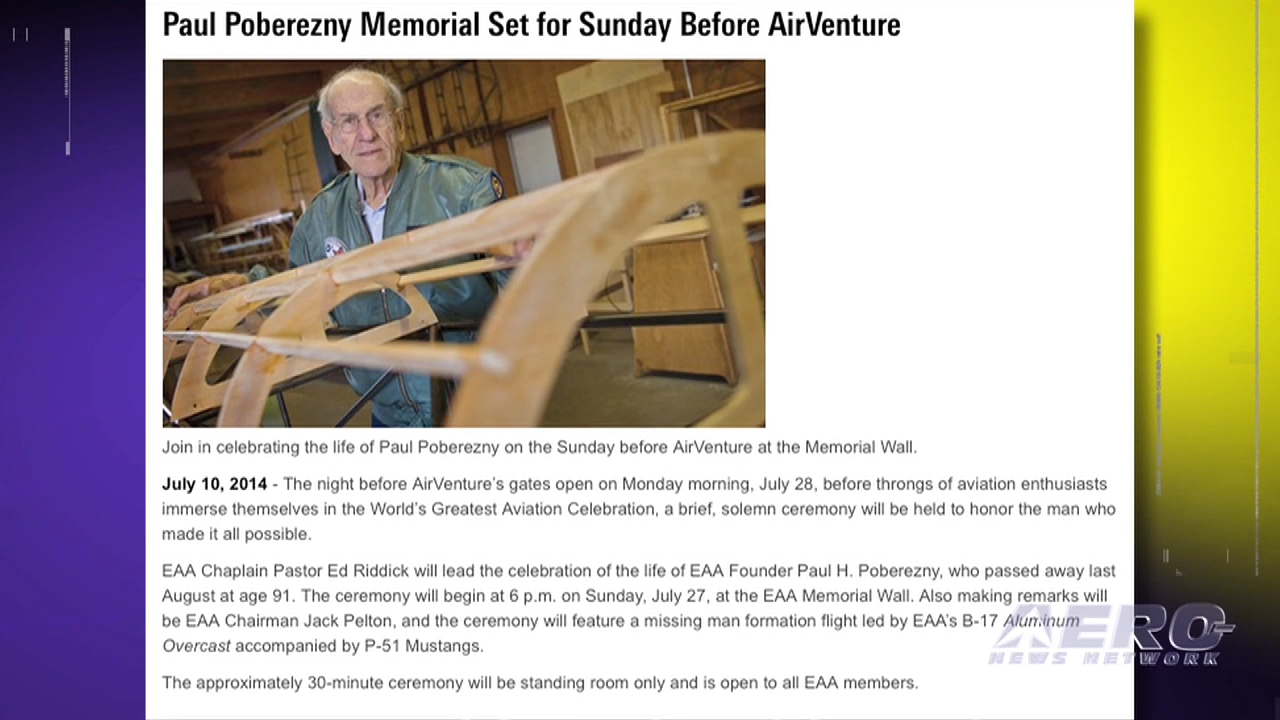 Paul Poberezny Memorial Set for Sunday Before AirVenture
Join in celebrating the life of Paul Poberezny on the Sunday before AirVenture at the Memorial Wall.
July 10, 2014 - The night before AirVenture's gates open on Monday morning, July 28, before throngs of aviation enthusiasts
immerse themselves in the World's Greatest Aviation Celebration, a brief, solemn ceremony will be held to honor the man who
made it all possible.
EAA Chaplain Pastor Ed Riddick will lead the celebration of the life of EAA Founder Paul H. Poberezny, who passed away last
August at age 91. The ceremony will begin at 6 p.m. on Sunday, July 27, at the EAA Memorial Wall. Also making remarks will
be EAA Chairman Jack Pelton, and the ceremony will feature a missing man formation flight led by EAA's B-17 Aluminum
Overcast accompanied by P-51 Mustangs.
The approximately 30-minute ceremony will be standing room only and is open to all EAA members.
AERO-
NEWS NETWORK